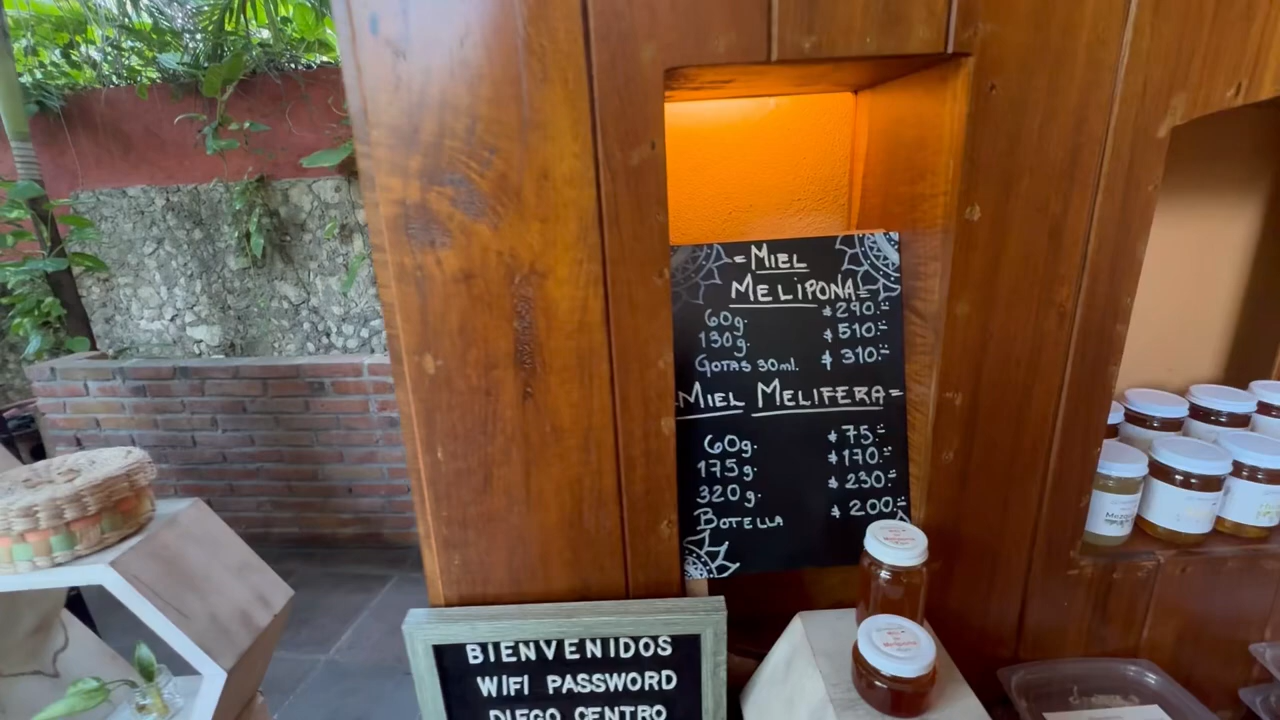 =MIEL
MELIPONA=
60g. $290.=
130g. $510.=
GOTAS 30ml. $310.=
=MIEL MELIFERA=
60g. $75.=
175g. $170.=
320g. $230.=
BOTELLA $200.=
BIENVENIDOS
WIFI PASSWORD
DIEGO CENTRO